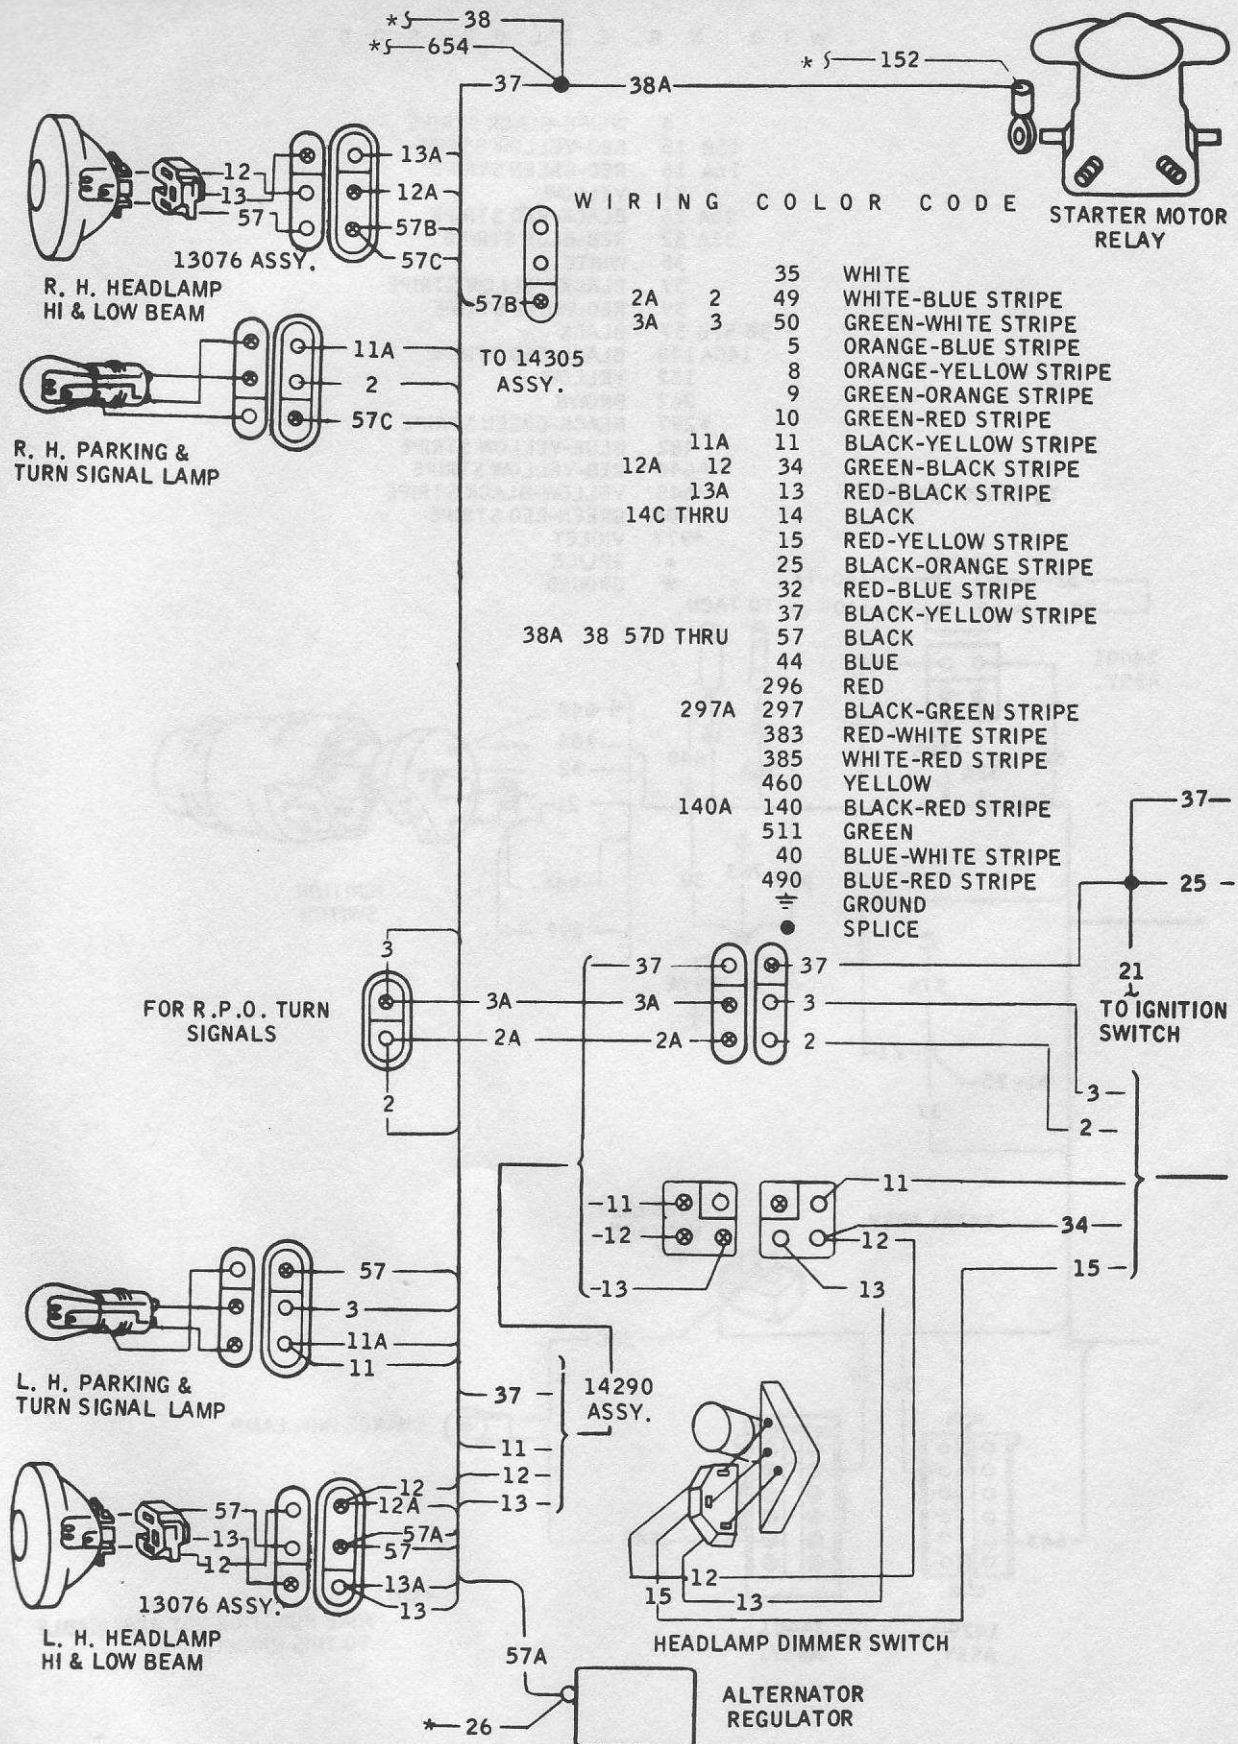 * 38
* 654
* 152
37
38A
STARTER MOTOR
RELAY
12
13
57
13A
12A
57B
57C
13076 ASSY.
R. H. HEADLAMP
HI & LOW BEAM
57B
TO 14305
ASSY.
11A
2
57C
R. H. PARKING &
TURN SIGNAL LAMP
WIRING COLOR CODE
35 WHITE
2A 2 49 WHITE-BLUE STRIPE
3A 3 50 GREEN-WHITE STRIPE
5 ORANGE-BLUE STRIPE
8 ORANGE-YELLOW STRIPE
9 GREEN-ORANGE STRIPE
10 GREEN-RED STRIPE
11A 11 BLACK-YELLOW STRIPE
12A 12 34 GREEN-BLACK STRIPE
13A 13 RED-BLACK STRIPE
14C THRU 14 BLACK
15 RED-YELLOW STRIPE
25 BLACK-ORANGE STRIPE
32 RED-BLUE STRIPE
37 BLACK-YELLOW STRIPE
38A 38 57D THRU 57 BLACK
44 BLUE
296 RED
297A 297 BLACK-GREEN STRIPE
383 RED-WHITE STRIPE
385 WHITE-RED STRIPE
460 YELLOW
140A 140 BLACK-RED STRIPE
511 GREEN
40 BLUE-WHITE STRIPE
490 BLUE-RED STRIPE
GROUND
SPLICE
37
25
21
TO IGNITION
SWITCH
3
3A
2A
2
FOR R.P.O. TURN
SIGNALS
37
3A
2A
37
3
2
3
2
11
12
13
11
34
12
13
15
57
3
11A
11
L. H. PARKING &
TURN SIGNAL LAMP
37
11
12
13
14290
ASSY.
57
13
12
12
12A
57A
57
13A
13
13076 ASSY.
L. H. HEADLAMP
HI & LOW BEAM
15
12
13
HEADLAMP DIMMER SWITCH
57A
* 26
ALTERNATOR
REGULATOR